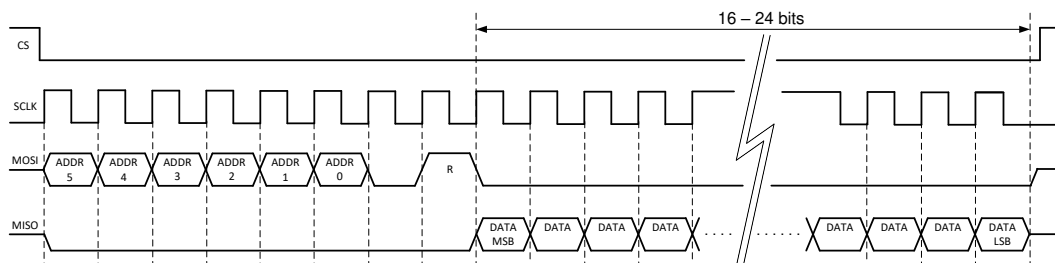 16 – 24 bits
CS
SCLK
MOSI
ADDR ADDR ADDR ADDR ADDR ADDR R
5 4 3 2 1 0
MISO
DATA DATA DATA DATA DATA DATA DATA DATA
MSB LSB